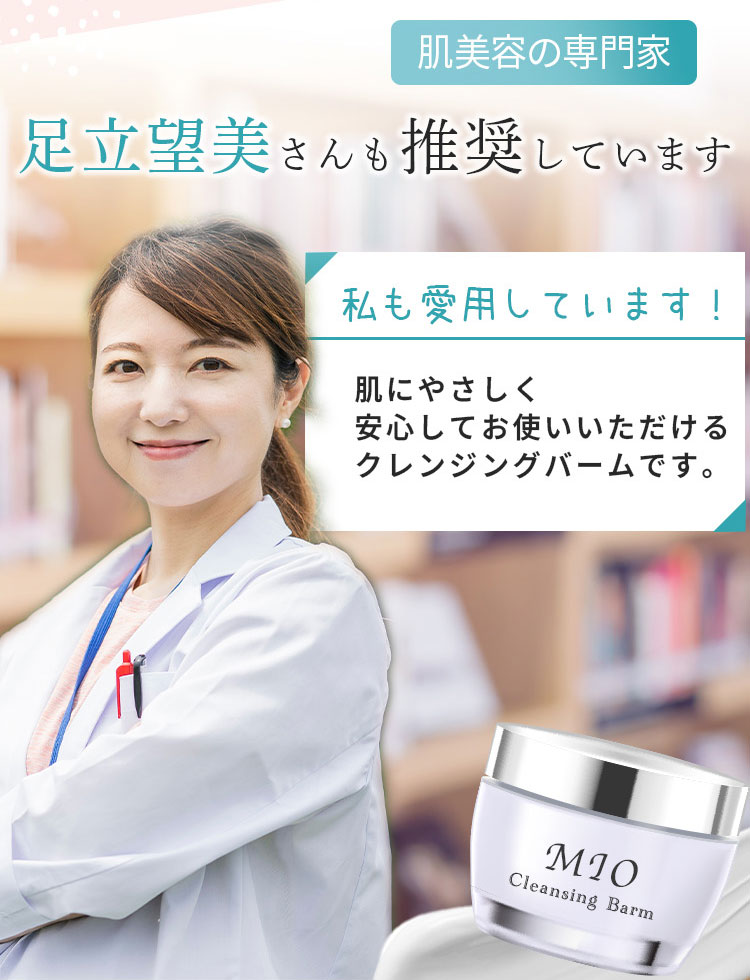 肌美容の専門家
足立望美さんも推奨しています
私も愛用しています！
肌にやさしく
安心してお使いいただける
クレンジングバームです。
MIO
Cleansing Barm